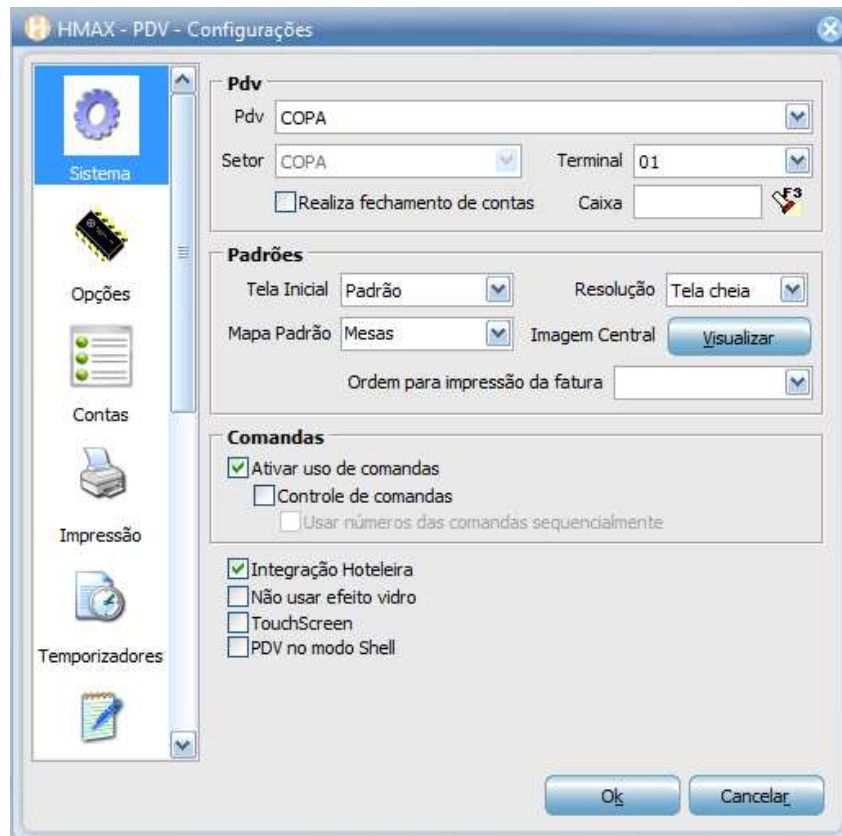 HMAX - PDV - Configurações
Sistema
Opções
Contas
Impressão
Temporizadores
Pdv
Pdv COPA
Setor COPA Terminal 01
Realiza fechamento de contas Caixa F3
Padrões
Tela Inicial Padrão Resolução Tela cheia
Mapa Padrão Mesas Imagem Central Visualizar
Ordem para impressão da fatura
Comandas
Ativar uso de comandas
Controle de comandas
Usar números das comandas sequencialmente
Integração Hoteleira
Não usar efeito vidro
TouchScreen
PDV no modo Shell
Ok Cancelar